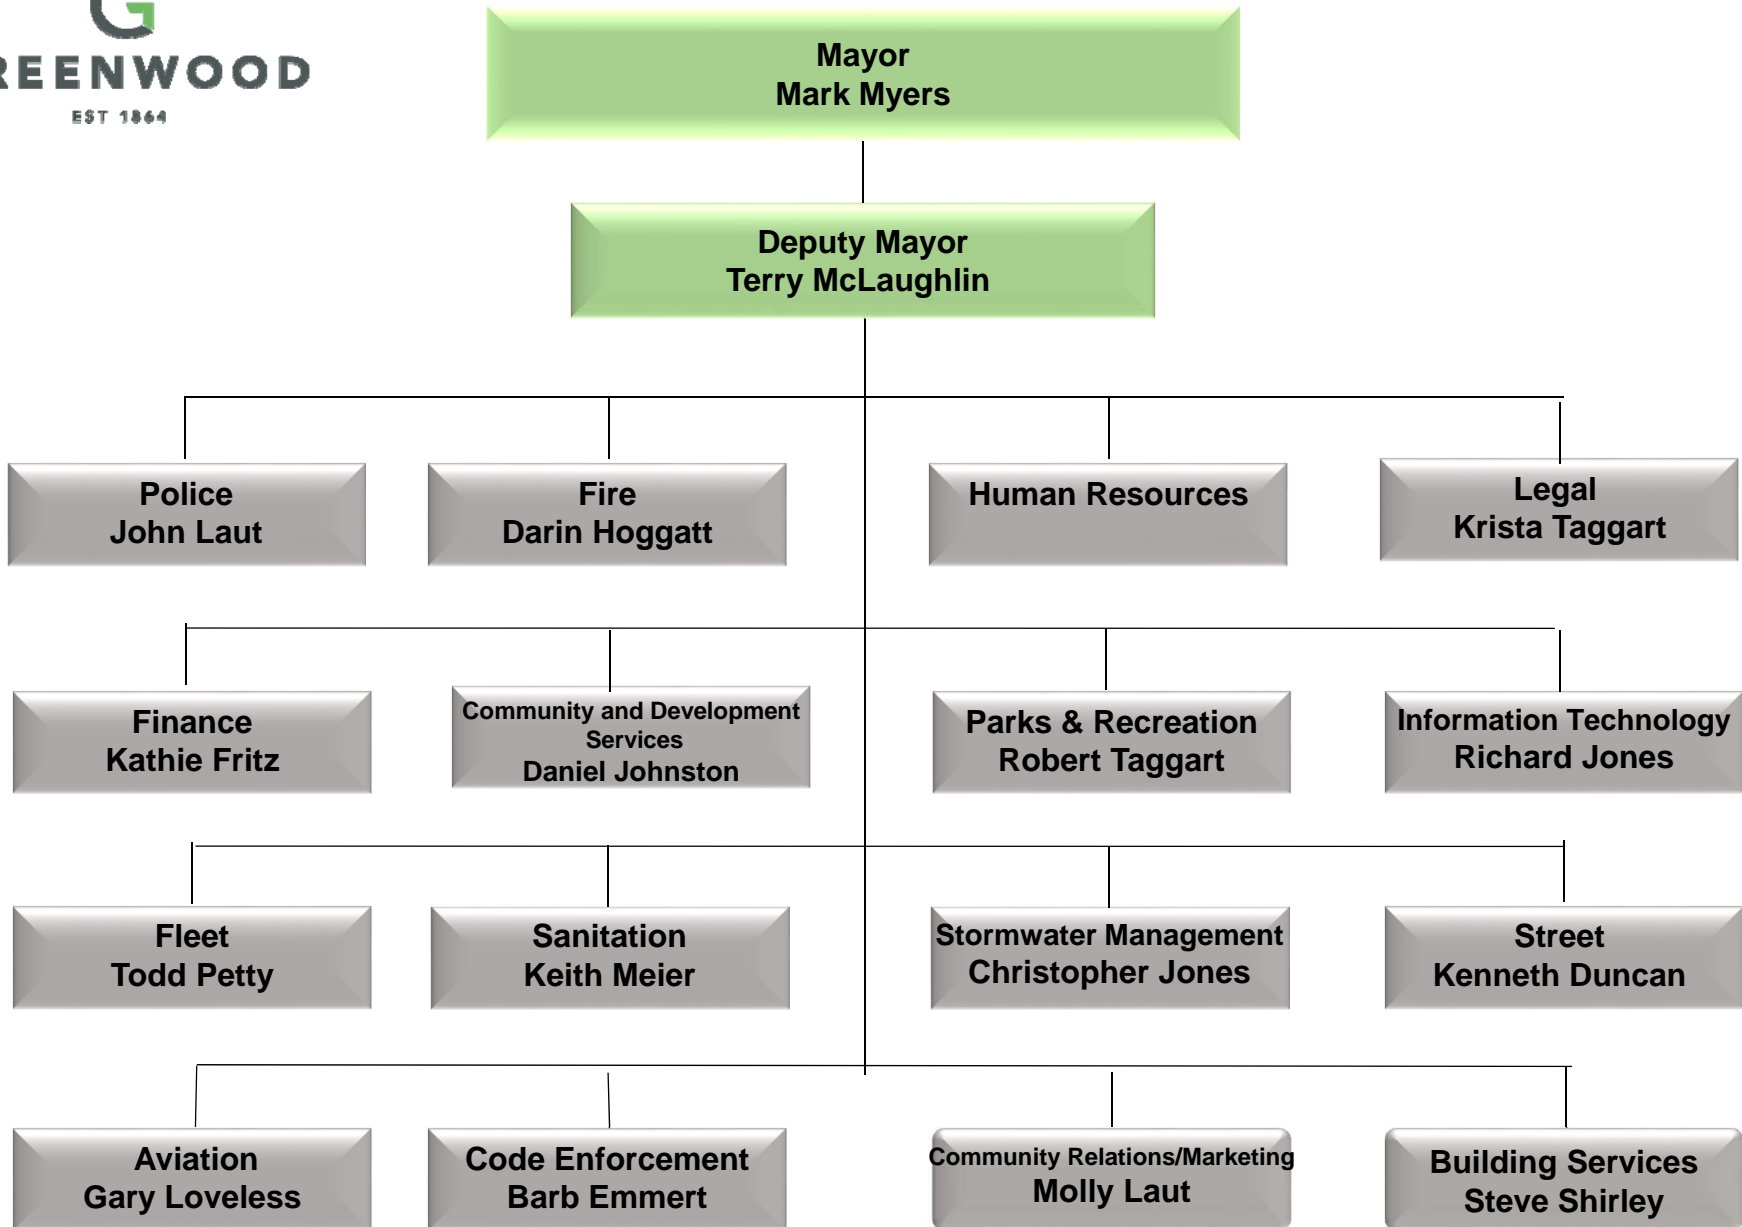 REENWOOD
EST 1864
Mayor
Mark Myers
Deputy Mayor
Terry McLaughlin
Police
John Laut
Fire
Darin Hoggatt
Human Resources
Legal
Krista Taggart
Finance
Kathie Fritz
Community and Development
Services
Daniel Johnston
Parks & Recreation
Robert Taggart
Information Technology
Richard Jones
Fleet
Todd Petty
Sanitation
Keith Meier
Stormwater Management
Christopher Jones
Street
Kenneth Duncan
Aviation
Gary Loveless
Code Enforcement
Barb Emmert
Community Relations/Marketing
Molly Laut
Building Services
Steve Shirley